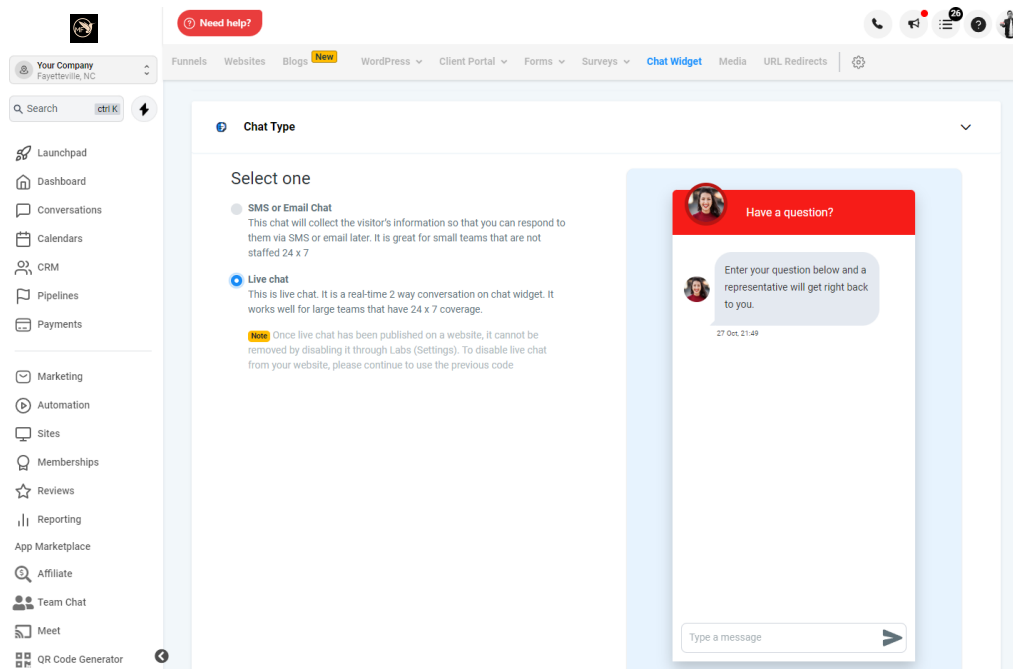 Need help?
26
Your Company
Fayetteville, NC
Funnels Websites Blogs New WordPress Client Portal Forms Surveys Chat Widget Media URL Redirects
Search ctrl K
Launchpad
Dashboard
Conversations
Calendars
CRM
Pipelines
Payments
Marketing
Automation
Sites
Memberships
Reviews
Reporting
App Marketplace
Affiliate
Team Chat
Meet
QR Code Generator
Chat Type
Select one
SMS or Email Chat
This chat will collect the visitor's information so that you can respond to
them via SMS or email later. It is great for small teams that are not
staffed 24 x 7
Live chat
This is live chat. It is a real-time 2 way conversation on chat widget. It
works well for large teams that have 24 x 7 coverage.
Note Once live chat has been published on a website, it cannot be
removed by disabling it through Labs (Settings). To disable live chat
from your website, please continue to use the previous code
Have a question?
Enter your question below and a
representative will get right back
to you.
27 Oct, 21:49
Type a message